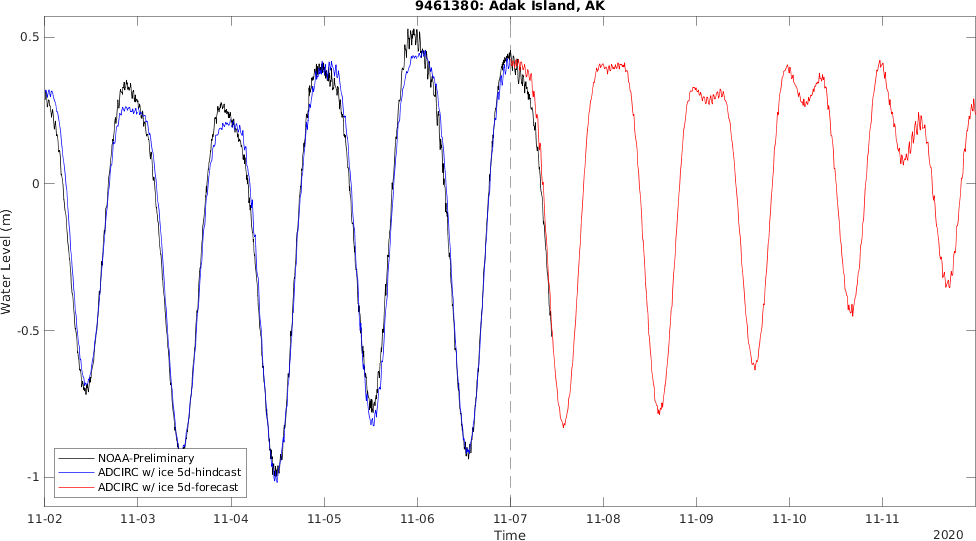 9461380: Adak Island, AK
0.5
0
-0.5
-1
Water Level (m)
NOAA-Preliminary
ADCIRC w/ ice 5d-hindcast
ADCIRC w/ ice 5d-forecast
11-02 11-03 11-04 11-05 11-06 11-07 11-08 11-09 11-10 11-11
Time
2020